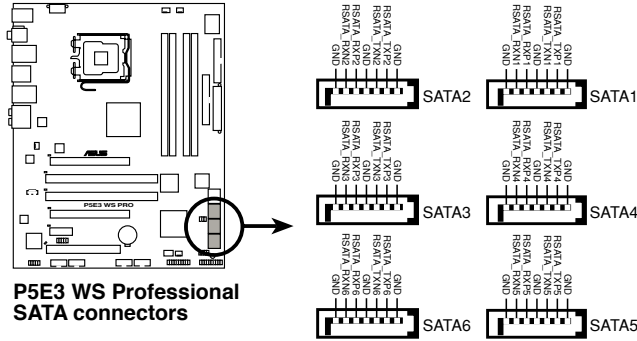 GND
RSATA_RXN2
RSATA_RXP2
GND
RSATA_TXN2
RSATA_TXP2
GND
SATA2
GND
RSATA_RXN1
RSATA_RXP1
GND
RSATA_TXN1
RSATA_TXP1
GND
SATA1
GND
RSATA_RXN3
RSATA_RXP3
GND
RSATA_TXN3
RSATA_TXP3
GND
SATA3
GND
RSATA_RXN4
RSATA_RXP4
GND
RSATA_TXN4
RSATA_TXP4
GND
SATA4
GND
RSATA_RXN6
RSATA_RXP6
GND
RSATA_TXN6
RSATA_TXP6
GND
SATA6
GND
RSATA_RXN5
RSATA_RXP5
GND
RSATA_TXN5
RSATA_TXP5
GND
SATA5
ASUS
P5E3 WS PRO
P5E3 WS Professional
SATA connectors